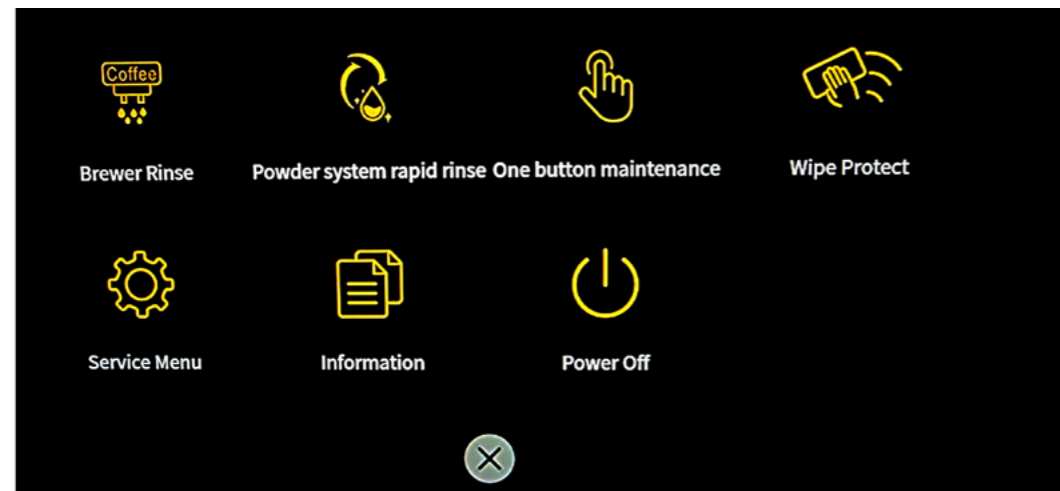 Coffee
Brewer Rinse
Powder system rapid rinse
One button maintenance
Wipe Protect
Service Menu
Information
Power Off